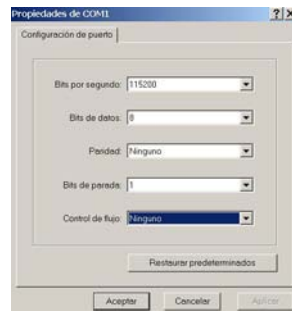 Propiedades de COM1
Configuración de puerto
Bits por segundo: 115200
Bits de datos: 8
Paridad: Ninguno
Bits de parada: 1
Control de flujo: Ninguno
Restaurar predeterminados
Aceptar Cancelar Aplicar